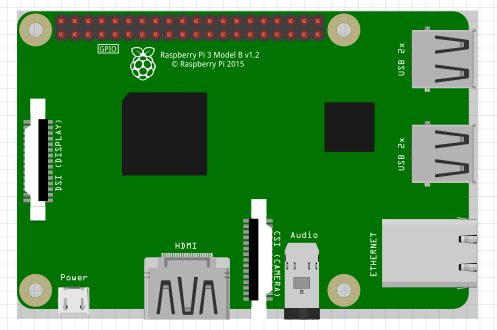 GPIO
Raspberry Pi 3 Model B v1.2
© Raspberry Pi 2015
USB 2x
DSI (DISPLAY)
USB 2x
CSI (CAMERA)
Audio
ETHERNET
HDMI
Power